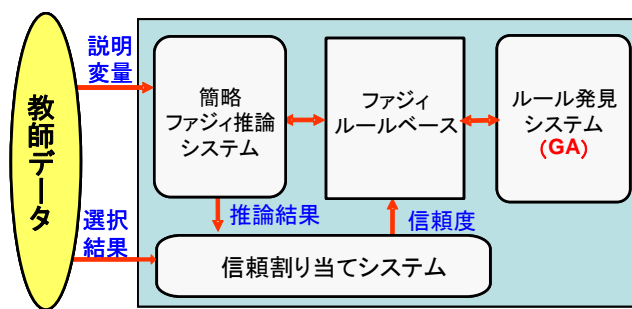 教師データ
説明
変量
選択
結果
簡略
ファジィ推論
システム
ファジィ
ルールベース
ルール発見
システム
(GA)
推論結果
信頼度
信頼割り当てシステム